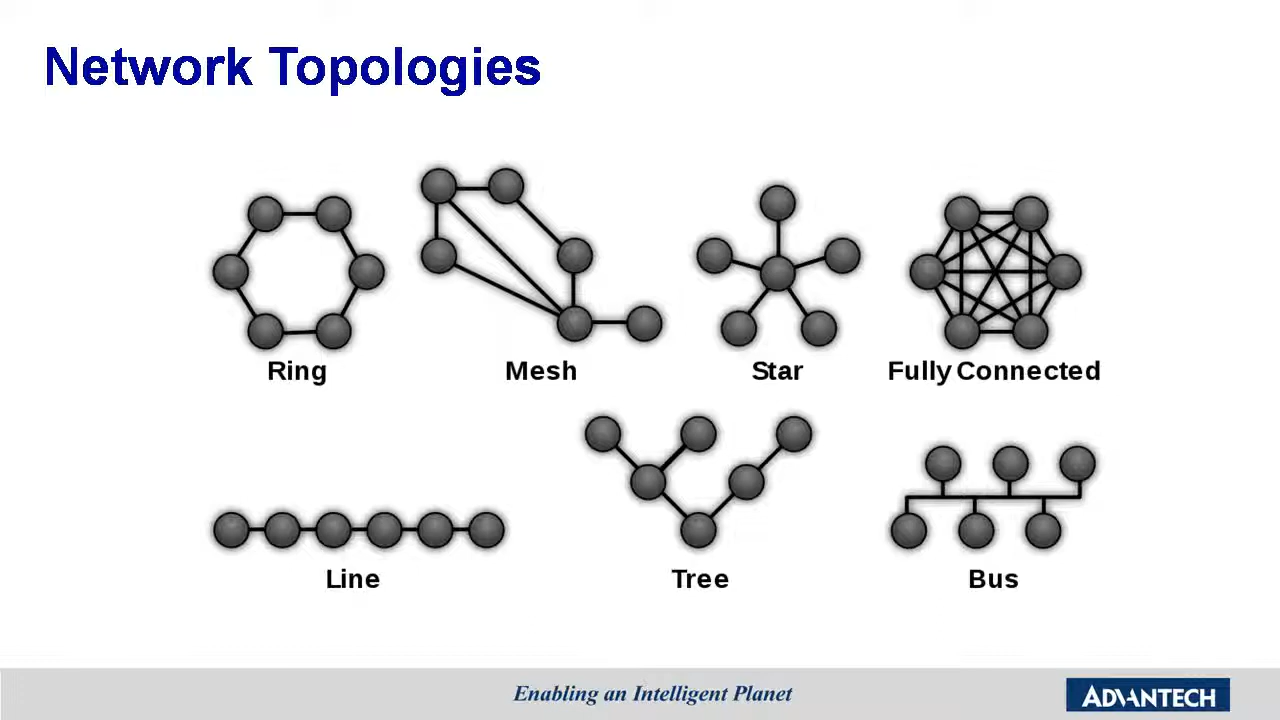 Network Topologies
Ring
Mesh
Star
Fully Connected
Line
Tree
Bus
Enabling an Intelligent Planet
ADVANTECH